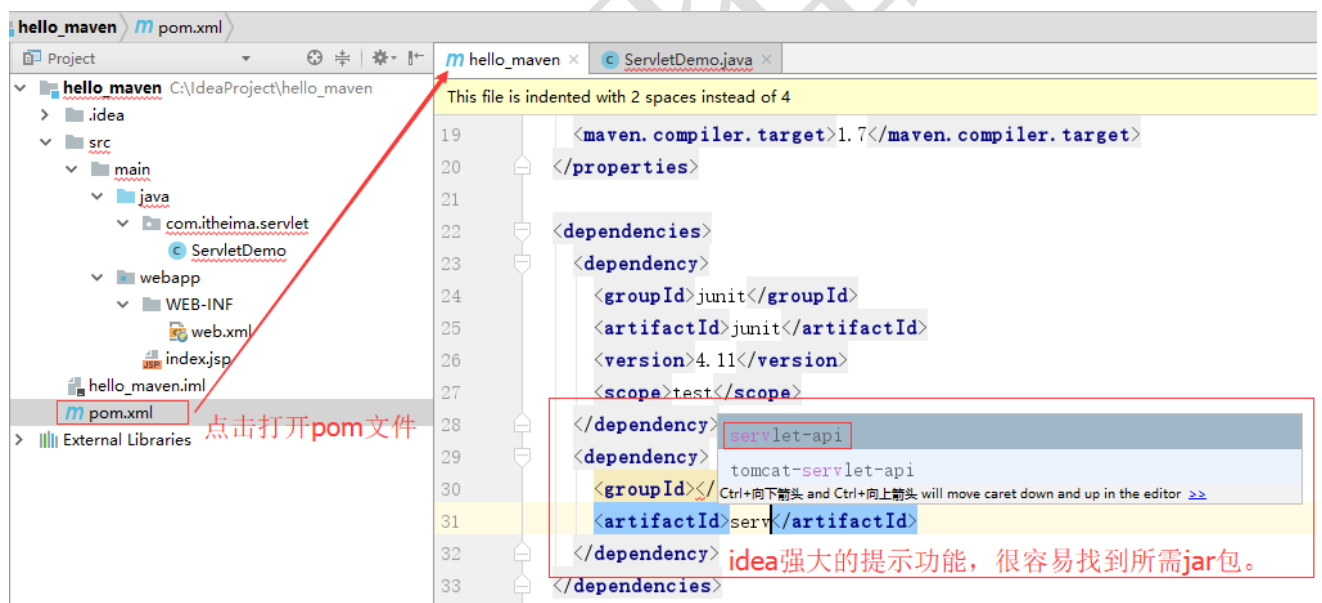 hello_maven pom.xml
Project
hello_maven C:\IdeaProject\hello_maven
.idea
src
main
java
com.itheima.servlet
ServletDemo
webapp
WEB-INF
web.xml
index.jsp
hello_maven.iml
pom.xml
点击打开pom文件
External Libraries
hello_maven
ServletDemo.java
This file is indented with 2 spaces instead of 4
19 <maven.compiler.target>1.7</maven.compiler.target>
20 </properties>
21
22 <dependencies>
23 <dependency>
24 <groupId>junit</groupId>
25 <artifactId>junit</artifactId>
26 <version>4.11</version>
27 <scope>test</scope>
28 </dependency>
29 <dependency>
30 <groupId></
31 <artifactId>serv</artifactId>
32 </dependency>
33 </dependencies>
servlet-api
tomcat-servlet-api
Ctrl+向下箭头 and Ctrl+向上箭头 will move caret down and up in the editor >>
idea强大的提示功能，很容易找到所需jar包。